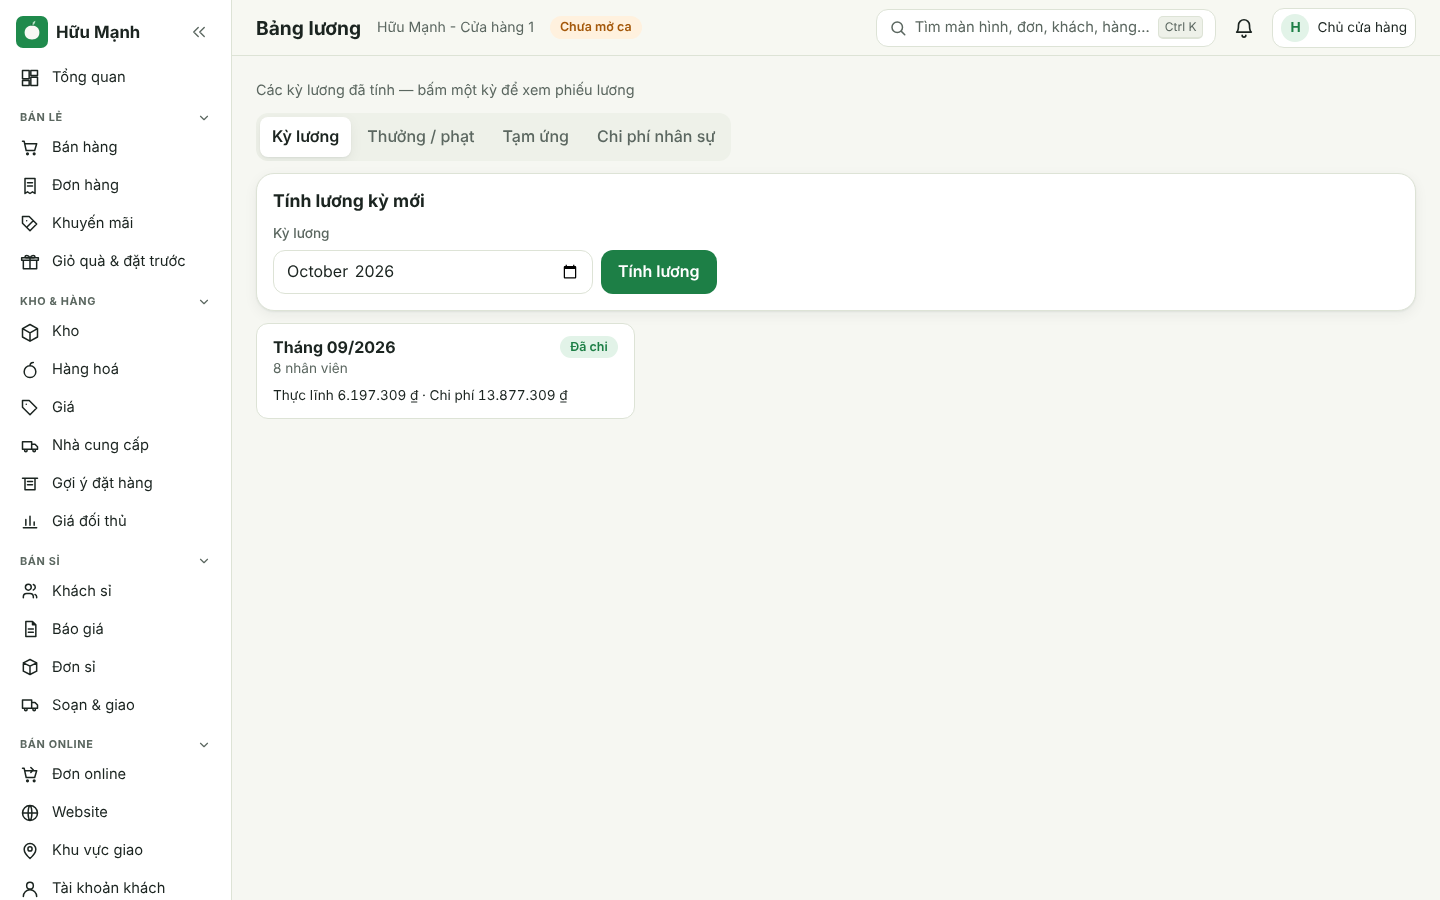 Hữu Mạnh
Tổng quan
BÁN LẺ
Bán hàng
Đơn hàng
Khuyến mãi
Giỏ quà & đặt trước
KHO & HÀNG
Kho
Hàng hoá
Giá
Nhà cung cấp
Gợi ý đặt hàng
Giá đối thủ
BÁN SỈ
Khách sỉ
Báo giá
Đơn sỉ
Soạn & giao
BÁN ONLINE
Đơn online
Website
Khu vực giao
Tài khoản khách
Bảng lương Hữu Mạnh - Cửa hàng 1 Chưa mở ca Tìm màn hình, đơn, khách, hàng... Ctrl K H Chủ cửa hàng
Các kỳ lương đã tính — bấm một kỳ để xem phiếu lương
Kỳ lương Thưởng / phạt Tạm ứng Chi phí nhân sự
Tính lương kỳ mới
Kỳ lương
October 2026 Tính lương
Tháng 09/2026 Đã chi
8 nhân viên
Thực lĩnh 6.197.309 ₫ · Chi phí 13.877.309 ₫